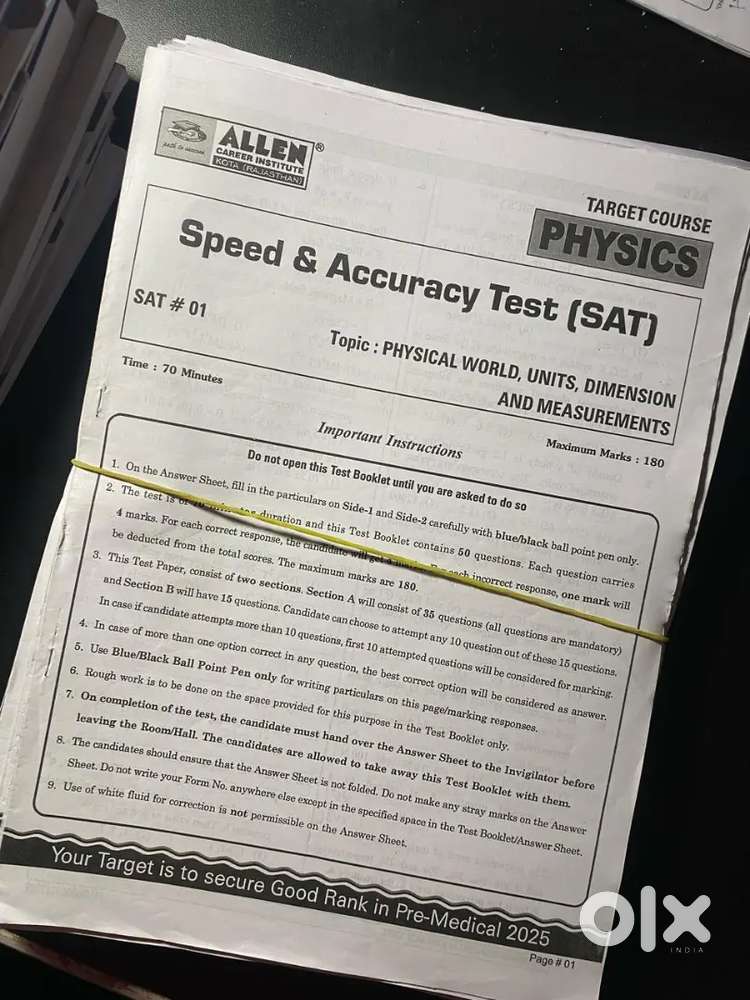 path to success
ALLEN
®
CAREER INSTITUTE
KOTA (RAJASTHAN)
TARGET COURSE
PHYSICS
Speed & Accuracy Test (SAT)
SAT # 01
Topic : PHYSICAL WORLD, UNITS, DIMENSION
AND MEASUREMENTS
Time : 70 Minutes
Maximum Marks : 180
Important Instructions
Do not open this Test Booklet until you are asked to do so
1. On the Answer Sheet, fill in the particulars on Side-1 and Side-2 carefully with blue/black ball point pen only.
2. The test is of duration and this Test Booklet contains 50 questions. Each question carries
4 marks. For each correct response, the candidate will get each incorrect response, one mark will
be deducted from the total scores. The maximum marks are 180.
3. This Test Paper, consist of two sections. Section A will consist of 35 questions (all questions are mandatory)
and Section B will have 15 questions. Candidate can choose to attempt any 10 question out of these 15 questions.
In case if candidate attempts more than 10 questions, first 10 attempted questions will be considered for marking.
4. In case of more than one option correct in any question, the best correct option will be considered as answer.
5. Use Blue/Black Ball Point Pen only for writing particulars on this page/marking responses.
6. Rough work is to be done on the space provided for this purpose in the Test Booklet only.
7. On completion of the test, the candidate must hand over the Answer Sheet to the Invigilator before
leaving the Room/Hall. The candidates are allowed to take away this Test Booklet with them.
8. The candidates should ensure that the Answer Sheet is not folded. Do not make any stray marks on the Answer
Sheet. Do not write your Form No. anywhere else except in the specified space in the Test Booklet/Answer Sheet.
9. Use of white fluid for correction is not permissible on the Answer Sheet.
Your Target is to secure Good Rank in Pre-Medical 2025
Page # 01
olx
INDIA